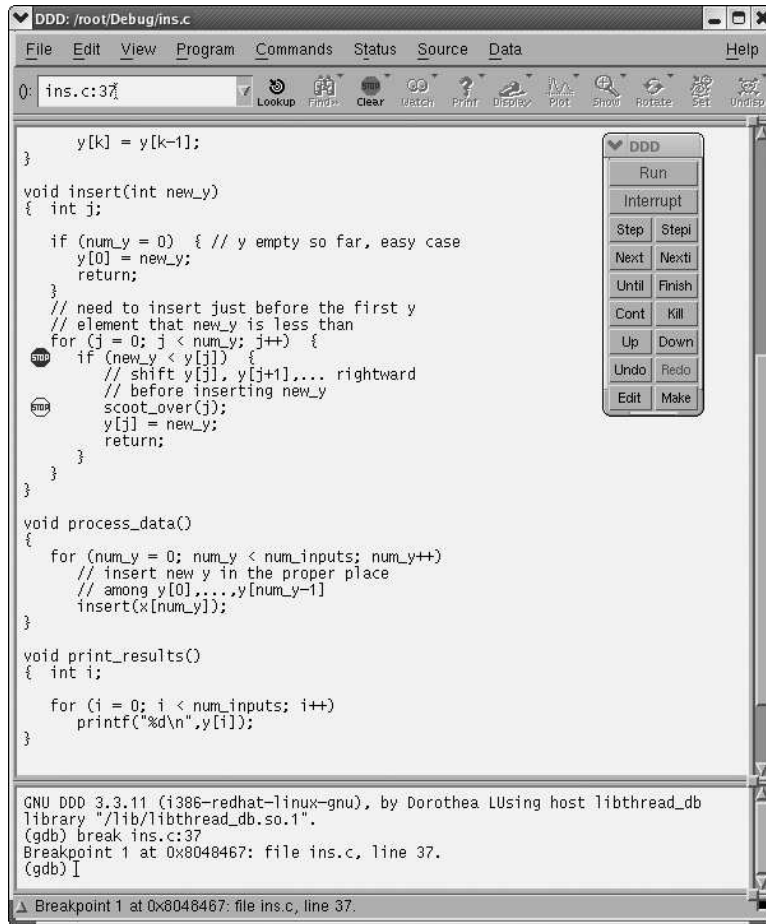 DDD: /root/Debug/ins.c
File Edit View Program Commands Status Source Data Help
(): ins.c:37
Lookup Find» Clear Watch Print Display Plot Show Rotate Set Undisp
y[k] = y[k-1];
}
void insert(int new_y)
{ int j;
if (num_y = 0) { // y empty so far, easy case
y[0] = new_y;
return;
}
// need to insert just before the first y
// element that new_y is less than
for (j = 0; j < num_y; j++) {
STOP if (new_y < y[j]) {
// shift y[j], y[j+1],... rightward
// before inserting new_y
STOP scoot_over(j);
y[j] = new_y;
return;
}
}
}
void process_data()
{
for (num_y = 0; num_y < num_inputs; num_y++)
// insert new y in the proper place
// among y[0],...,y[num_y-1]
insert(x[num_y]);
}
void print_results()
{ int i;
for (i = 0; i < num_inputs; i++)
printf("%d\n",y[i]);
}
DDD
Run
Interrupt
Step Stepi
Next Nexti
Until Finish
Cont Kill
Up Down
Undo Redo
Edit Make
GNU DDD 3.3.11 (i386-redhat-linux-gnu), by Dorothea LUsing host libthread_db
library "/lib/libthread_db.so.1".
(gdb) break ins.c:37
Breakpoint 1 at 0x8048467: file ins.c, line 37.
(gdb)
Breakpoint 1 at 0x8048467: file ins.c, line 37.